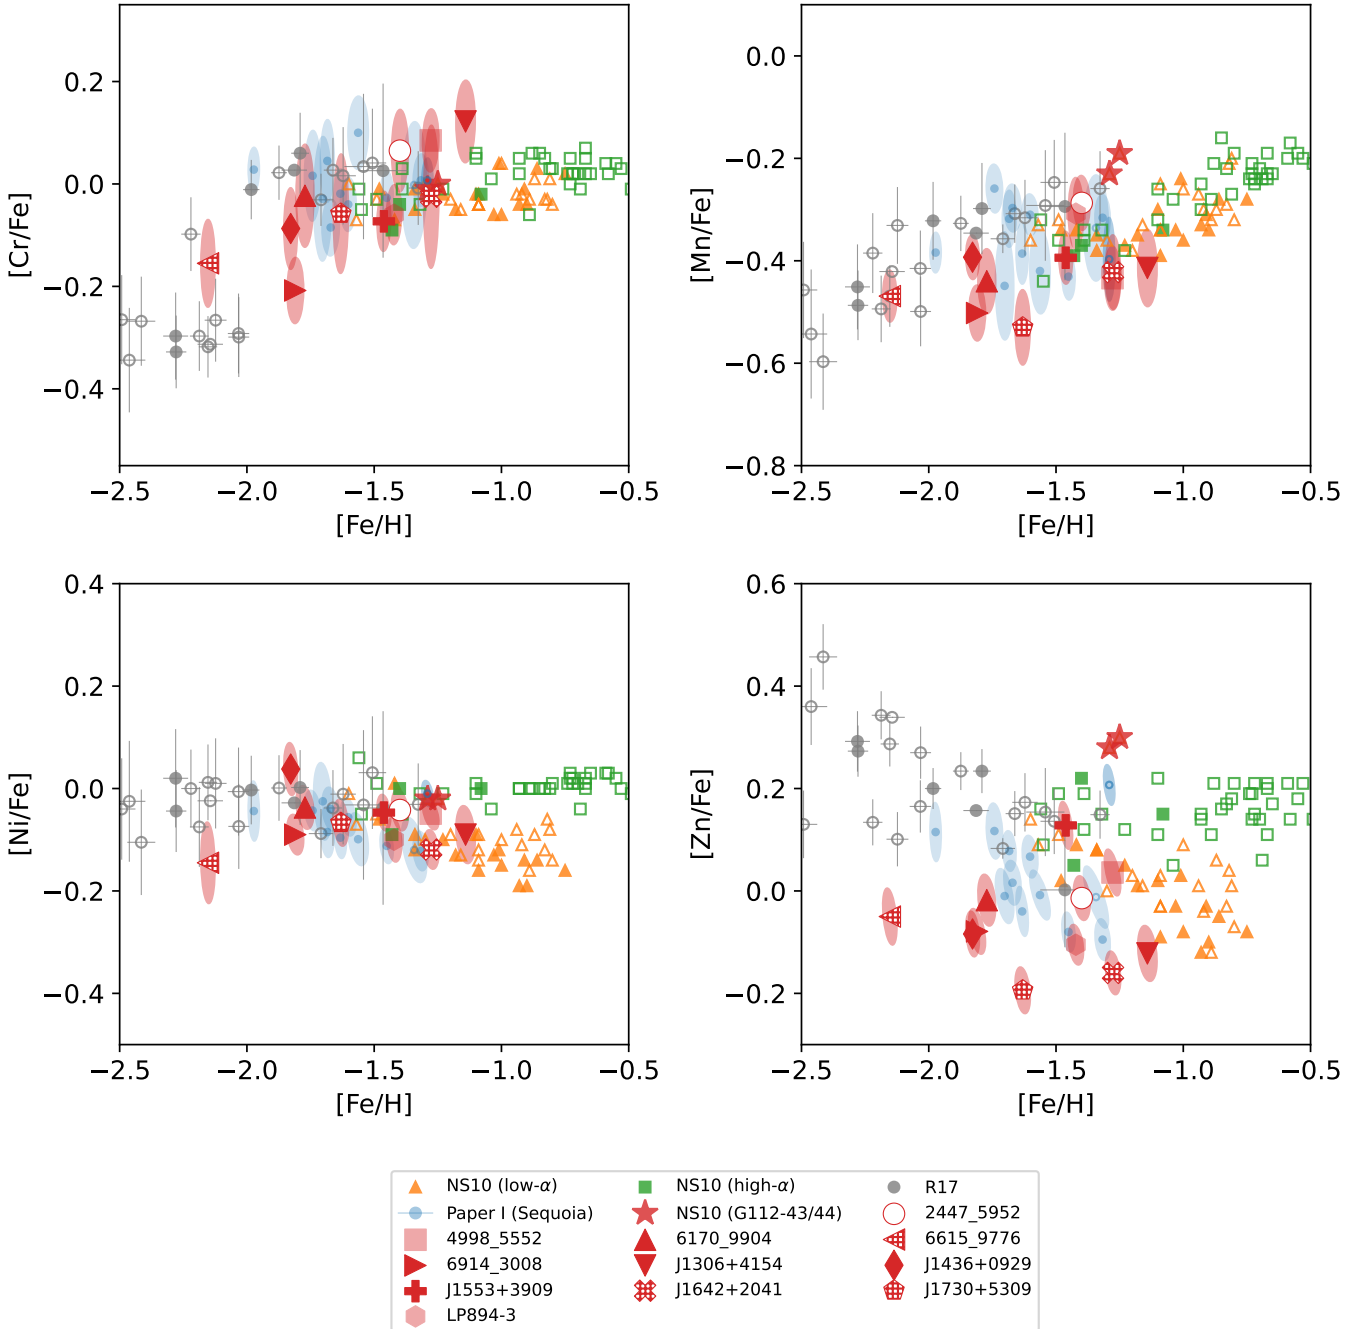 0.2
0.0
−0.2
−0.4
[Cr/Fe]
−2.5 −2.0 −1.5 −1.0 −0.5
[Fe/H]
0.0
−0.2
−0.4
−0.6
−0.8
[Mn/Fe]
−2.5 −2.0 −1.5 −1.0 −0.5
[Fe/H]
0.4
0.2
0.0
−0.2
−0.4
[Ni/Fe]
−2.5 −2.0 −1.5 −1.0 −0.5
[Fe/H]
0.6
0.4
0.2
0.0
−0.2
[Zn/Fe]
−2.5 −2.0 −1.5 −1.0 −0.5
[Fe/H]
NS10 (low-α) NS10 (high-α) R17
Paper I (Sequoia) NS10 (G112-43/44) 2447_5952
4998_5552 6170_9904 6615_9776
6914_3008 J1306+4154 J1436+0929
J1553+3909 J1642+2041 J1730+5309
LP894-3